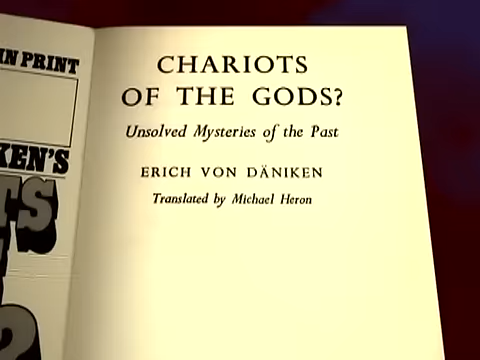 IN PRINT
KEN'S
TS
?
CHARIOTS
OF THE GODS?
Unsolved Mysteries of the Past
ERICH VON DÄNIKEN
Translated by Michael Heron